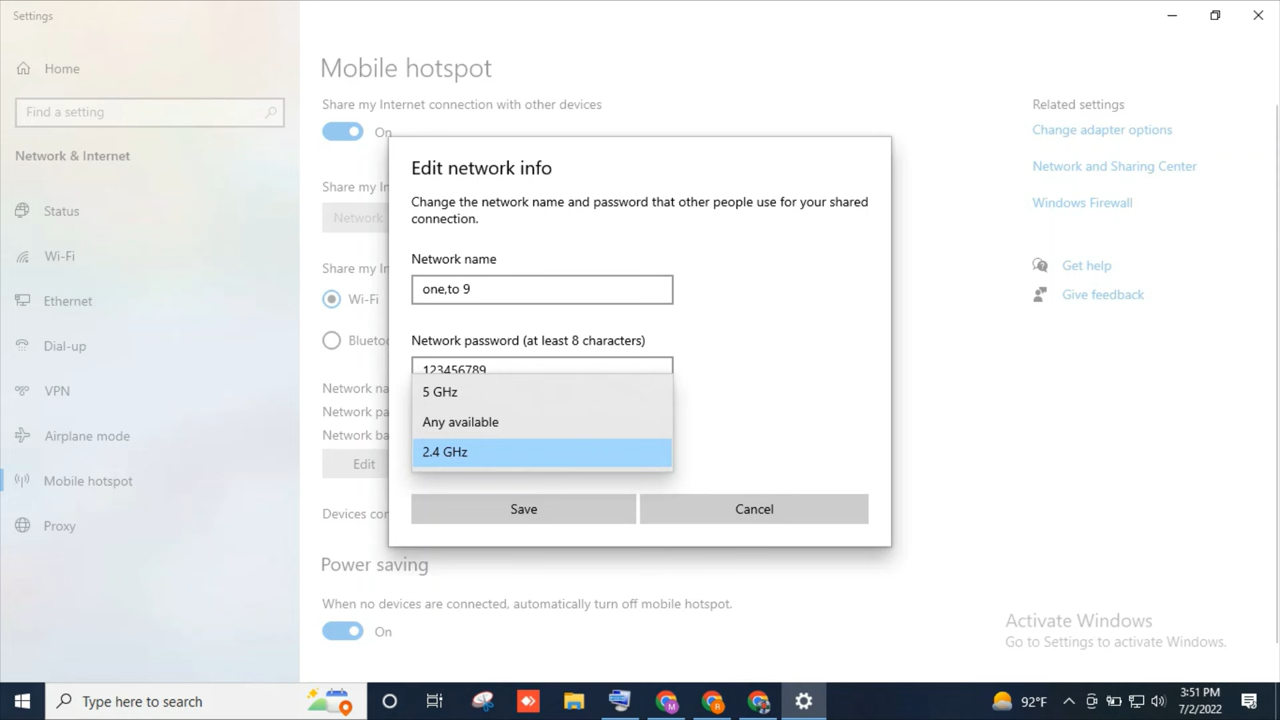 Settings
Home
Find a setting
Network & Internet
Status
Wi-Fi
Ethernet
Dial-up
VPN
Airplane mode
Mobile hotspot
Proxy
Mobile hotspot
Share my Internet connection with other devices
On
Share my In
Network
Share my In
Wi-Fi
Blueto
Network na
Network pa
Network ba
Edit
Devices con
Power saving
When no devices are connected, automatically turn off mobile hotspot.
On
Edit network info
Change the network name and password that other people use for your shared
connection.
Network name
one,to 9
Network password (at least 8 characters)
123456789
5 GHz
Any available
2.4 GHz
Save
Cancel
Related settings
Change adapter options
Network and Sharing Center
Windows Firewall
Get help
Give feedback
Activate Windows
Go to Settings to activate Windows.
Type here to search
M
R
92°F
3:51 PM
7/2/2022